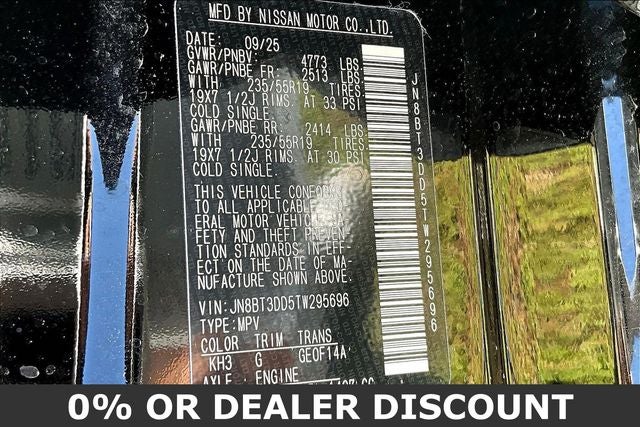 MFD BY NISSAN MOTOR CO.,LTD.
DATE: 09/25
GVWR/PNBV: 4773 LBS
GAWR/PNBE FR: 2513 LBS
WITH 235/55R19 TIRES
19X7 1/2J RIMS. AT 33 PSI
COLD SINGLE.
GAWR/PNBE RR: 2414 LBS
WITH 235/55R19 TIRES.
19X7 1/2J RIMS. AT 30 PSI
COLD SINGLE.
THIS VEHICLE CONFORMS
TO ALL APPLICABLE FED-
ERAL MOTOR VEHICLE SA-
FETY AND THEFT PREVEN-
TION STANDARDS IN EFF-
ECT ON THE DATE OF MA-
NUFACTURE SHOWN ABOVE.
VIN: JN8BT3DD5TW295696
TYPE: MPV
COLOR TRIM TRANS
KH3 G GE0F14A
AXLE ENGINE
JN8BT3DD5TW295696
0% OR DEALER DISCOUNT